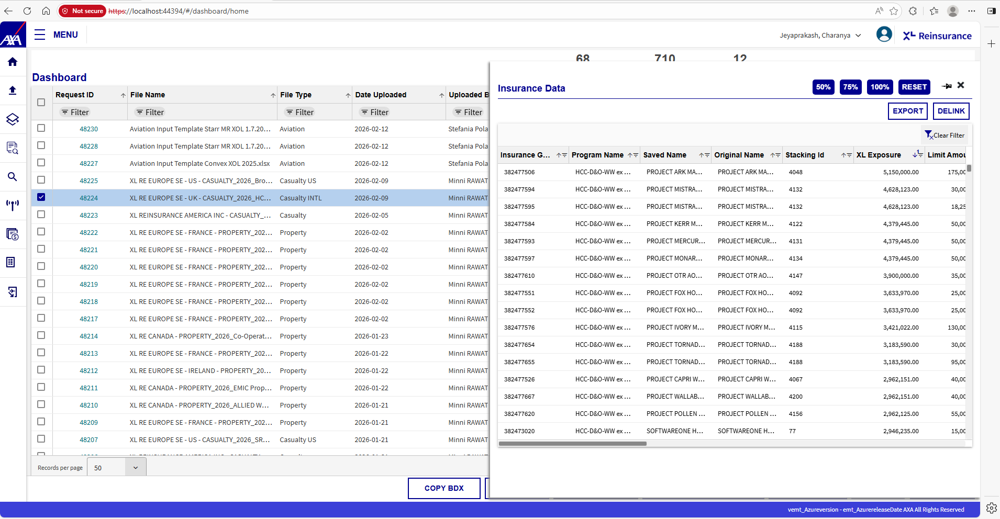 Not secure https://localhost:44394/#/dashboard/home
AXA MENU Jeyaprakash, Charanya XL Reinsurance
68 710 12
Dashboard
Request ID File Name File Type Date Uploaded Uploaded B
Filter Filter Filter Filter Filter
48230 Aviation Input Template Starr MR XOL 1.7.20... Aviation 2026-02-12 Stefania Pola
48228 Aviation Input Template Starr MR XOL 1.7.20... Aviation 2026-02-12 Stefania Pola
48227 Aviation Input Template Convex XOL 2025.xlsx Aviation 2026-02-12 Stefania Pola
48225 XL RE EUROPE SE - US - CASUALTY_2026_Bro... Casualty US 2026-02-09 Minni RAWAT
48224 XL RE EUROPE SE - UK - CASUALTY_2026_HC... Casualty INTL 2026-02-09 Minni RAWAT
48223 XL REINSURANCE AMERICA INC - CASUALTY_... Casualty 2026-02-05 Minni RAWAT
48222 XL RE EUROPE SE - FRANCE - PROPERTY_202... Property 2026-02-02 Minni RAWAT
48221 XL RE EUROPE SE - FRANCE - PROPERTY_202... Property 2026-02-02 Minni RAWAT
48220 XL RE EUROPE SE - FRANCE - PROPERTY_202... Property 2026-02-02 Minni RAWAT
48219 XL RE EUROPE SE - FRANCE - PROPERTY_202... Property 2026-02-02 Minni RAWAT
48218 XL RE EUROPE SE - FRANCE - PROPERTY_202... Property 2026-02-02 Minni RAWAT
48217 XL RE EUROPE SE - FRANCE - PROPERTY_202... Property 2026-02-02 Minni RAWAT
48214 XL RE CANADA - PROPERTY_2026_Co-Operat... Property 2026-01-23 Minni RAWAT
48213 XL RE EUROPE SE - FRANCE - PROPERTY_202... Property 2026-01-22 Minni RAWAT
48212 XL RE EUROPE SE - IRELAND - PROPERTY_20... Property 2026-01-22 Minni RAWAT
48211 XL RE CANADA - PROPERTY_2026_EMIC Prop... Property 2026-01-22 Minni RAWAT
48210 XL RE CANADA - PROPERTY_2026_ALLIED W... Property 2026-01-21 Minni RAWAT
48209 XL RE EUROPE SE - FRANCE - PROPERTY_202... Property 2026-01-21 Minni RAWAT
48207 XL RE EUROPE SE - US - CASUALTY_2026_SR... Casualty US 2026-01-21 Minni RAWAT
Records per page 50
COPY BDX
Insurance Data 50% 75% 100% RESET
EXPORT DELINK
Clear Filter
Insurance G... Program Name Saved Name Original Name Stacking Id XL Exposure Limit Amou
382477506 HCC-D&O-WW ex ... PROJECT ARK MA... PROJECT ARK MA... 4048 5,150,000.00 175,00
382477594 HCC-D&O-WW ex ... PROJECT MISTRA... PROJECT MISTRA... 4132 4,628,123.00 30,00
382477595 HCC-D&O-WW ex ... PROJECT MISTRA... PROJECT MISTRA... 4132 4,628,123.00 18,25
382477584 HCC-D&O-WW ex ... PROJECT KERR M... PROJECT KERR M... 4122 4,379,445.00 50,00
382477593 HCC-D&O-WW ex ... PROJECT MERCUR... PROJECT MERCUR... 4131 4,379,445.00 50,00
382477597 HCC-D&O-WW ex ... PROJECT MONAR... PROJECT MONAR... 4134 4,379,445.00 50,00
382477610 HCC-D&O-WW ex ... PROJECT OTR AO... PROJECT OTR AO... 4147 3,900,000.00 35,00
382477551 HCC-D&O-WW ex ... PROJECT FOX HO... PROJECT FOX HO... 4092 3,633,970.00 25,00
382477552 HCC-D&O-WW ex ... PROJECT FOX HO... PROJECT FOX HO... 4092 3,633,970.00 25,00
382477576 HCC-D&O-WW ex ... PROJECT IVORY M... PROJECT IVORY M... 4115 3,421,022.00 130,00
382477654 HCC-D&O-WW ex ... PROJECT TORNAD... PROJECT TORNAD... 4188 3,183,590.00 30,00
382477655 HCC-D&O-WW ex ... PROJECT TORNAD... PROJECT TORNAD... 4188 3,183,590.00 95,00
382477526 HCC-D&O-WW ex ... PROJECT CAPRI W... PROJECT CAPRI W... 4067 2,962,151.00 40,00
382477667 HCC-D&O-WW ex ... PROJECT WALLAB... PROJECT WALLAB... 4200 2,962,151.00 40,00
382477620 HCC-D&O-WW ex ... PROJECT POLLEN ... PROJECT POLLEN ... 4156 2,962,125.00 55,00
382473020 HCC-D&O-WW ex ... SOFTWAREONE H... SOFTWAREONE H... 77 2,946,235.00 15,00
vemt_Azureversion - emt_AzurereleaseDate AXA All Rights Reserved